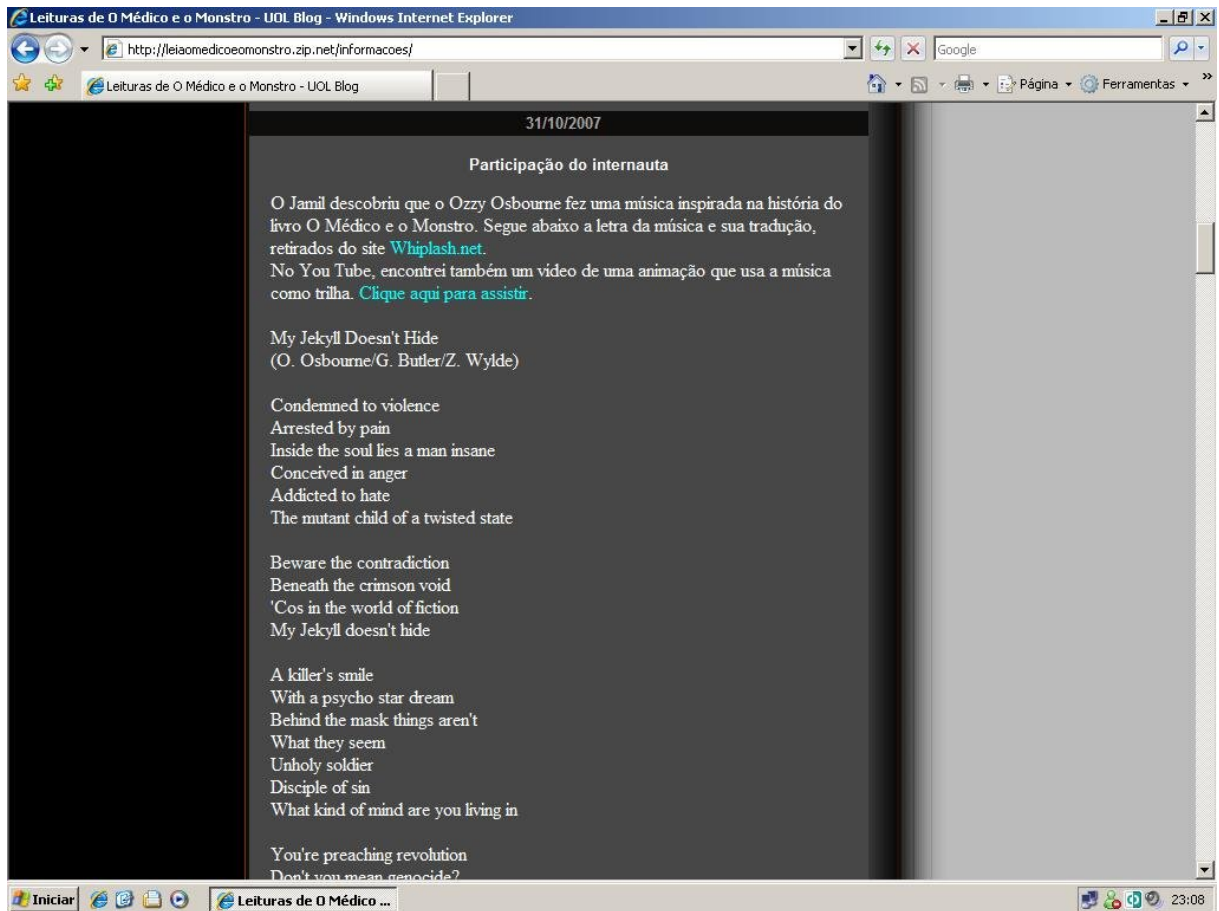 Leituras de O Médico e o Monstro - UOL Blog - Windows Internet Explorer
http://leiaomedicoeomonstro.zip.net/informacoes/
Google
Leituras de O Médico e o Monstro - UOL Blog
Página
Ferramentas
31/10/2007
Participação do internauta
O Jamil descobriu que o Ozzy Osbourne fez uma música inspirada na história do
livro O Médico e o Monstro. Segue abaixo a letra da música e sua tradução,
retirados do site Whiplash.net.
No You Tube, encontrei também um vídeo de uma animação que usa a música
como trilha. Clique aqui para assistir.
My Jekyll Doesn't Hide
(O. Osbourne/G. Butler/Z. Wylde)
Condemned to violence
Arrested by pain
Inside the soul lies a man insane
Conceived in anger
Addicted to hate
The mutant child of a twisted state
Beware the contradiction
Beneath the crimson void
'Cos in the world of fiction
My Jekyll doesn't hide
A killer's smile
With a psycho star dream
Behind the mask things aren't
What they seem
Unholy soldier
Disciple of sin
What kind of mind are you living in
You're preaching revolution
Don't you mean genocide?
Iniciar
Leituras de O Médico ...
23:08